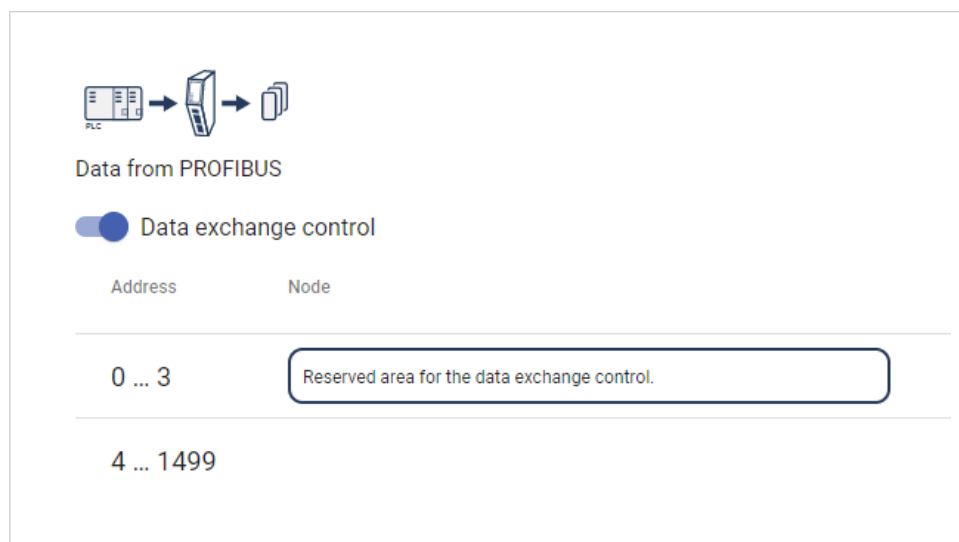 PLC
Data from PROFIBUS
Data exchange control
Address Node
0 ... 3 Reserved area for the data exchange control.
4 ... 1499